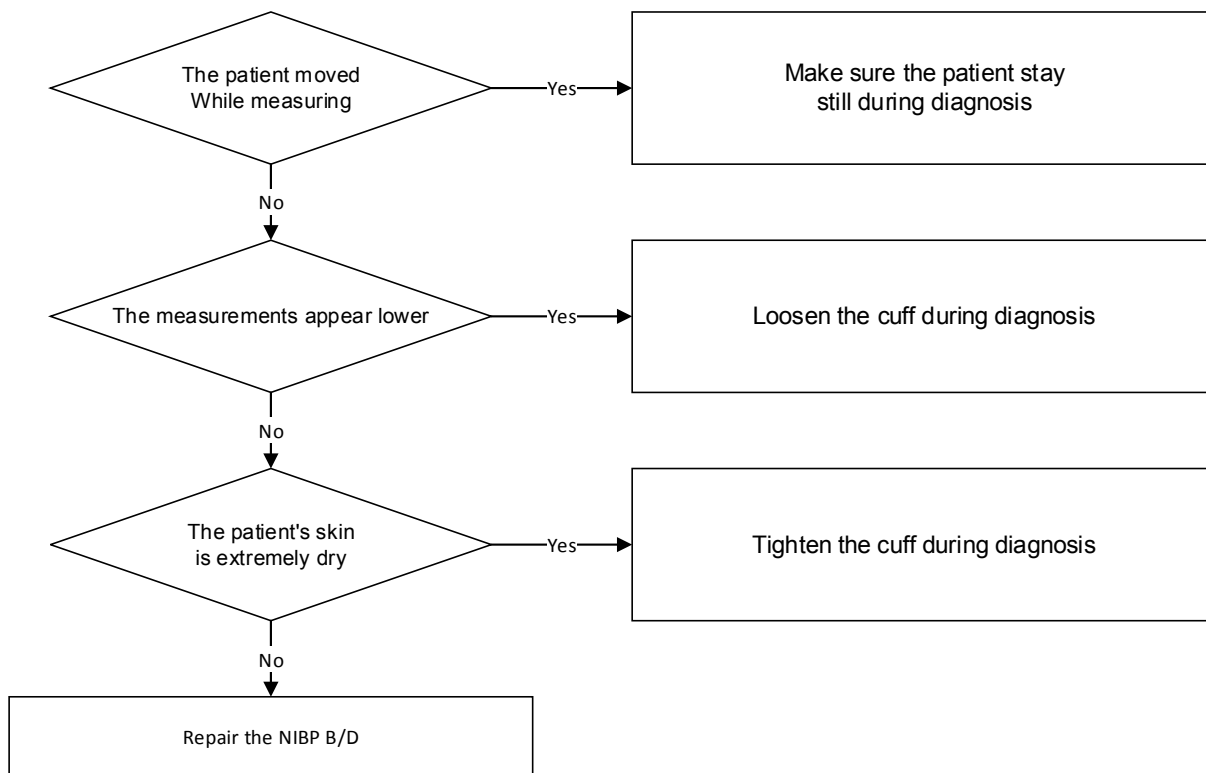 The patient moved
While measuring
Yes
Make sure the patient stay
still during diagnosis
No
The measurements appear lower
Yes
Loosen the cuff during diagnosis
No
The patient's skin
is extremely dry
Yes
Tighten the cuff during diagnosis
No
Repair the NIBP B/D